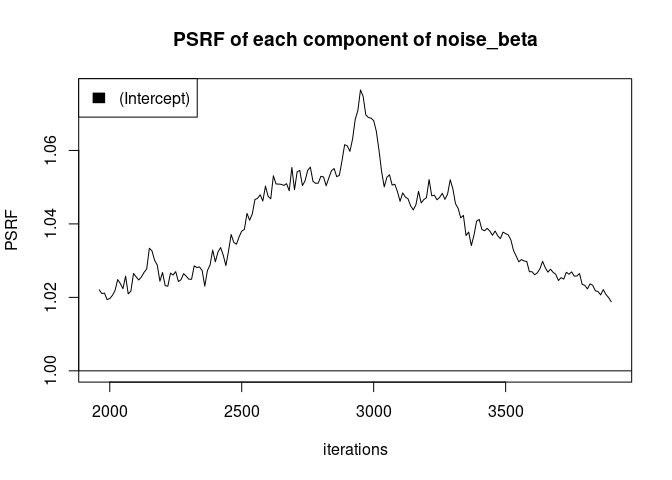 PSRF of each component of noise_beta
(Intercept)
PSRF
1.06
1.04
1.02
1.00
2000 2500 3000 3500
iterations